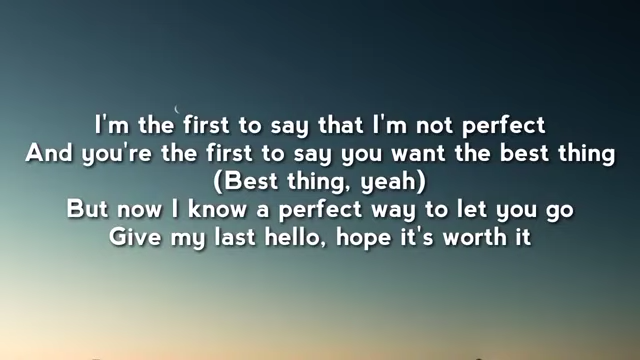 I'm the first to say that I'm not perfect
And you're the first to say you want the best thing
(Best thing, yeah)
But now I know a perfect way to let you go
Give my last hello, hope it's worth it